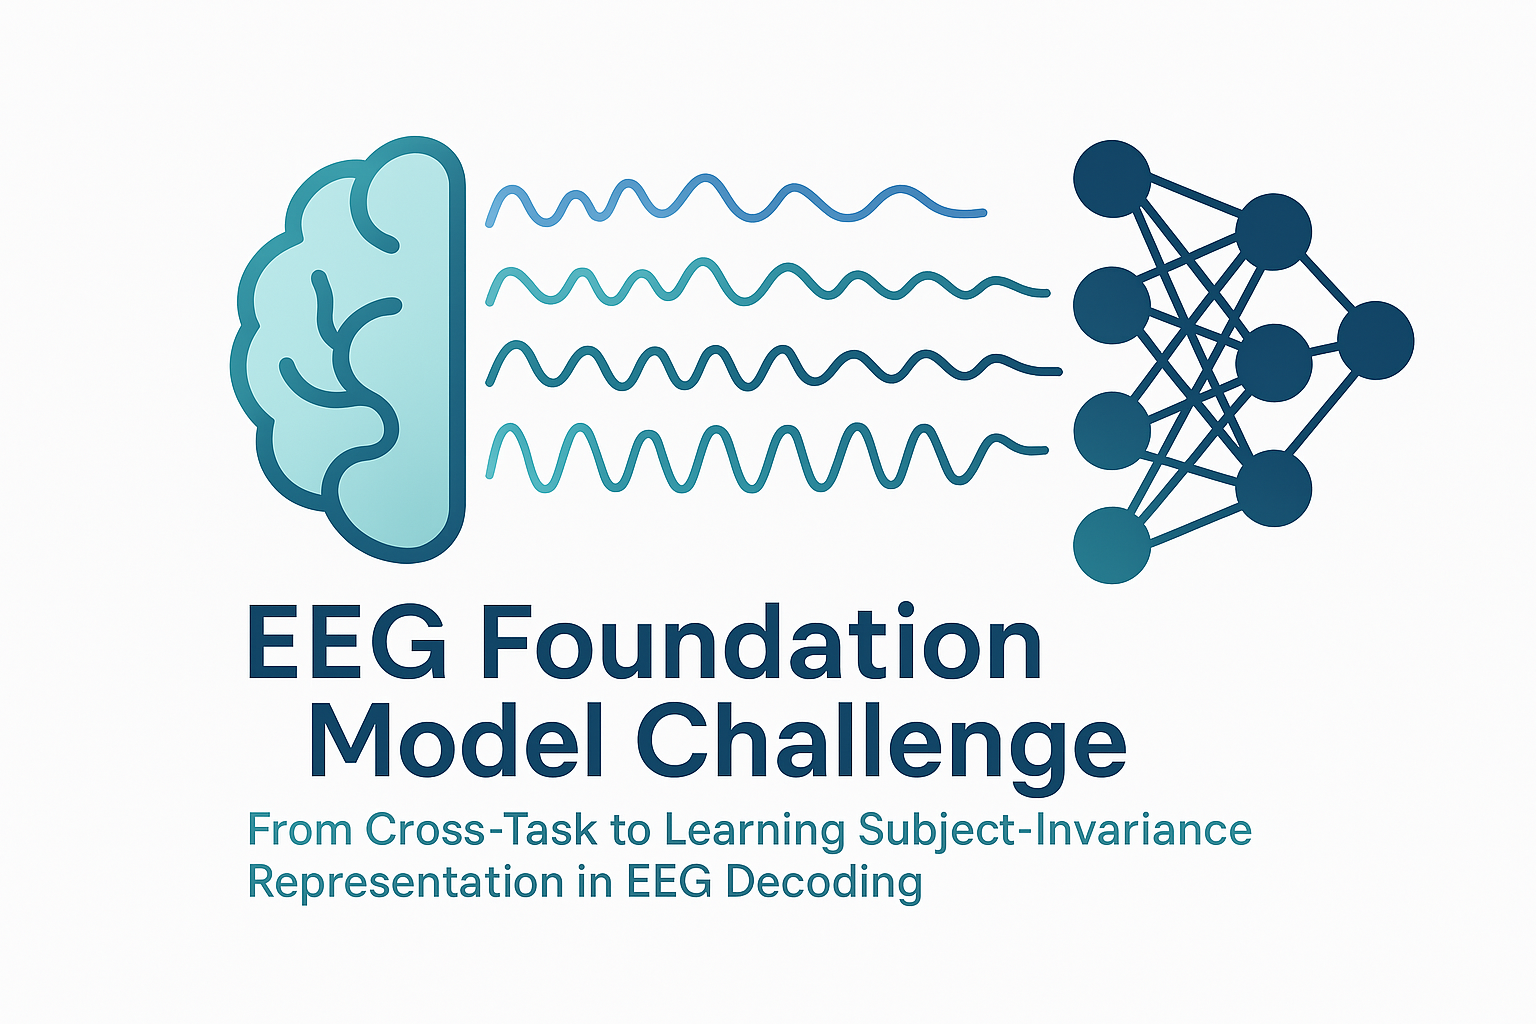 EEG Foundation
Model Challenge
From Cross-Task to Learning Subject-Invariance
Representation in EEG Decoding